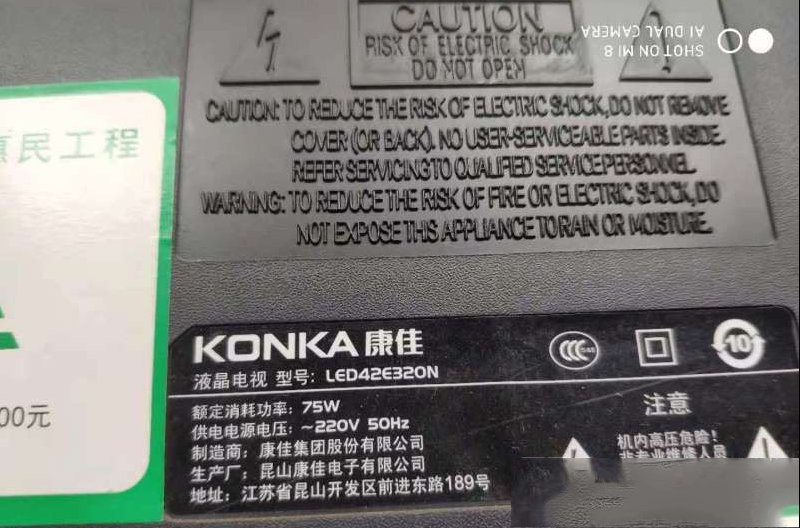 CAUTION
RISK OF ELECTRIC SHOCK
DO NOT OPEN
SHOT ON MI 8
AI DUAL CAMERA
CAUTION: TO REDUCE THE RISK OF ELECTRIC SHOCK, DO NOT REMOVE
COVER (OR BACK). NO USER-SERVICEABLE PARTS INSIDE.
REFER SERVICING TO QUALIFIED SERVICE PERSONNEL.
WARNING: TO REDUCE THE RISK OF FIRE OR ELECTRIC SHOCK, DO
NOT EXPOSE THIS APPLIANCE TO RAIN OR MOISTURE.
惠民工程
00元
KONKA 康佳
液晶电视 型号: LED42E320N
额定消耗功率: 75W
供电电源电压: ~220V 50Hz
制造商: 康佳集团股份有限公司
生产厂: 昆山康佳电子有限公司
地址: 江苏省昆山开发区前进东路189号
10
注意
机内高压危险!
非专业维修人员